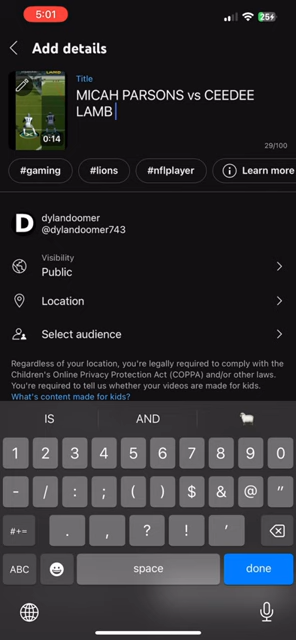 5:01
25
Add details
Title
MICAH PARSONS vs CEEDEE
LAMB
0:14
29/100
#gaming
#lions
#nflplayer
Learn more
D
dylandoomer
@dylandoomer743
Visibility
Public
Location
Select audience
Regardless of your location, you're legally required to comply with the
Children's Online Privacy Protection Act (COPPA) and/or other laws.
You're required to tell us whether your videos are made for kids.
What's content made for kids?
IS AND 🐑
1 2 3 4 5 6 7 8 9 0
- / : ; ( ) $ & @ "
#+= . , ? ! '
ABC space done